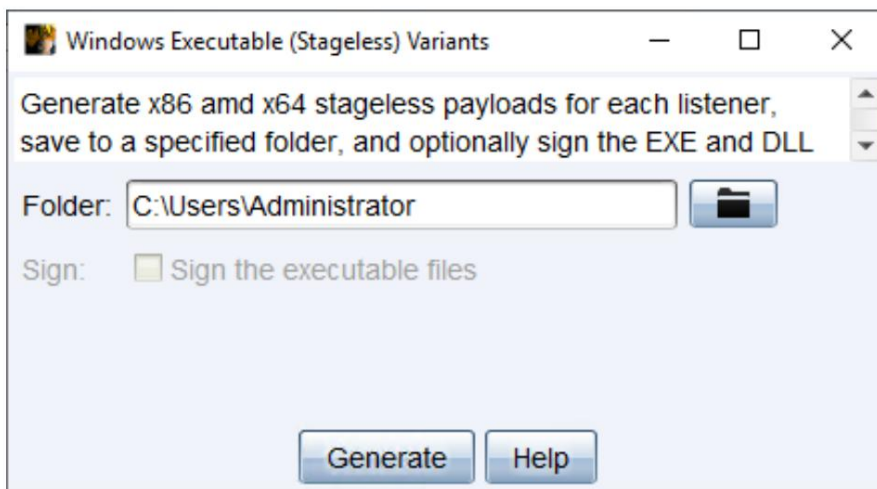 Windows Executable (Stageless) Variants
Generate x86 amd x64 stageless payloads for each listener,
save to a specified folder, and optionally sign the EXE and DLL
Folder: C:\Users\Administrator
Sign: Sign the executable files
Generate Help